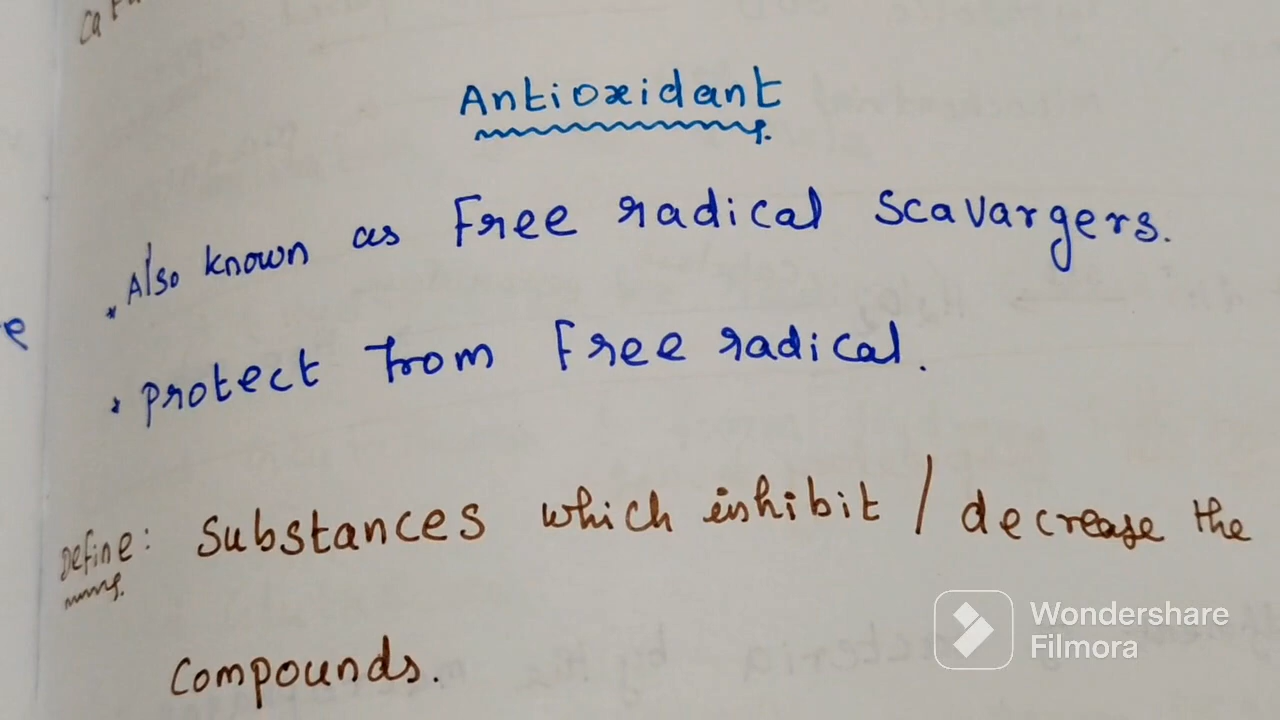 Antioxidant
* Also known as Free radical Scavargers.
* Protect from Free radical.
Define: Substances which inhibit / decrease the
Compounds.
Wondershare
Filmora